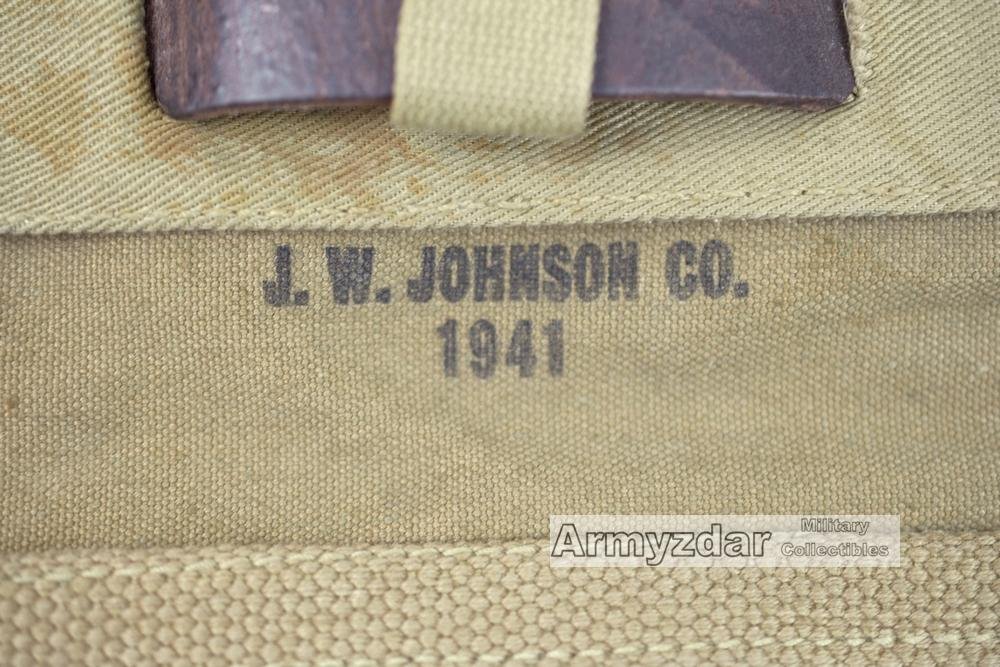 J. W. JOHNSON CO.
1941
Armyzdar Military Collectibles